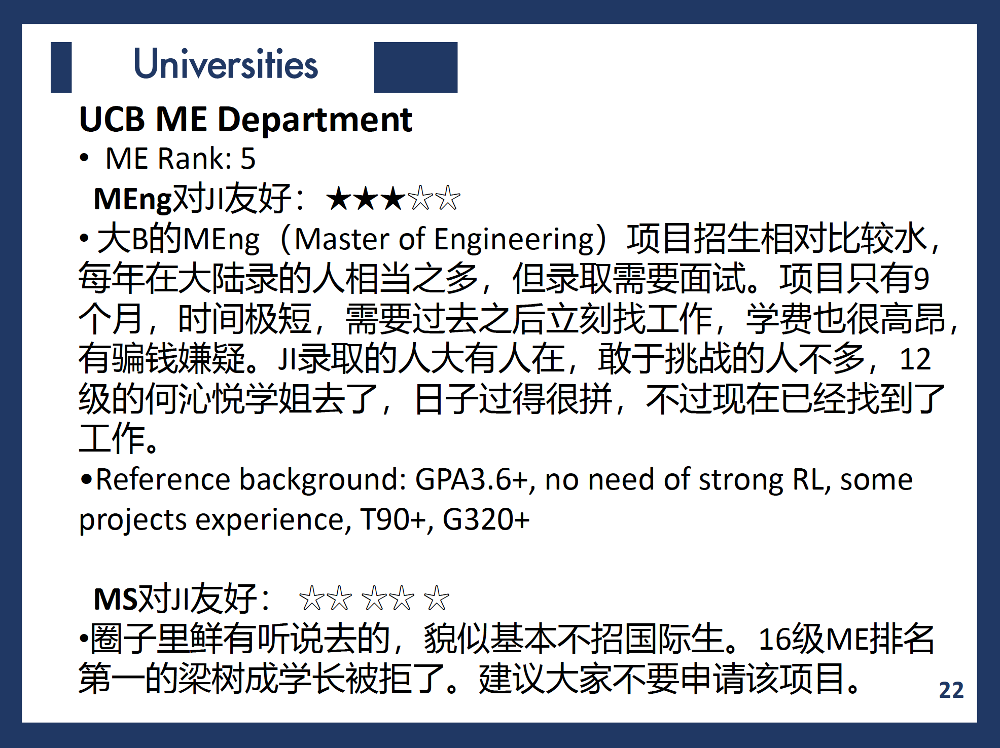 Universities
UCB ME Department
• ME Rank: 5
MEng对JI友好：★★★☆☆
• 大B的MEng（Master of Engineering）项目招生相对比较水，
每年在大陆录的人相当之多，但录取需要面试。项目只有9
个月，时间极短，需要过去之后立刻找工作，学费也很高昂，
有骗钱嫌疑。JI录取的人大有人在，敢于挑战的人不多，12
级的何沁悦学姐去了，日子过得很拼，不过现在已经找到了
工作。
•Reference background: GPA3.6+, no need of strong RL, some
projects experience, T90+, G320+
MS对JI友好： ☆☆ ☆☆ ☆
•圈子里鲜有听说去的，貌似基本不招国际生。16级ME排名
第一的梁树成学长被拒了。建议大家不要申请该项目。
22